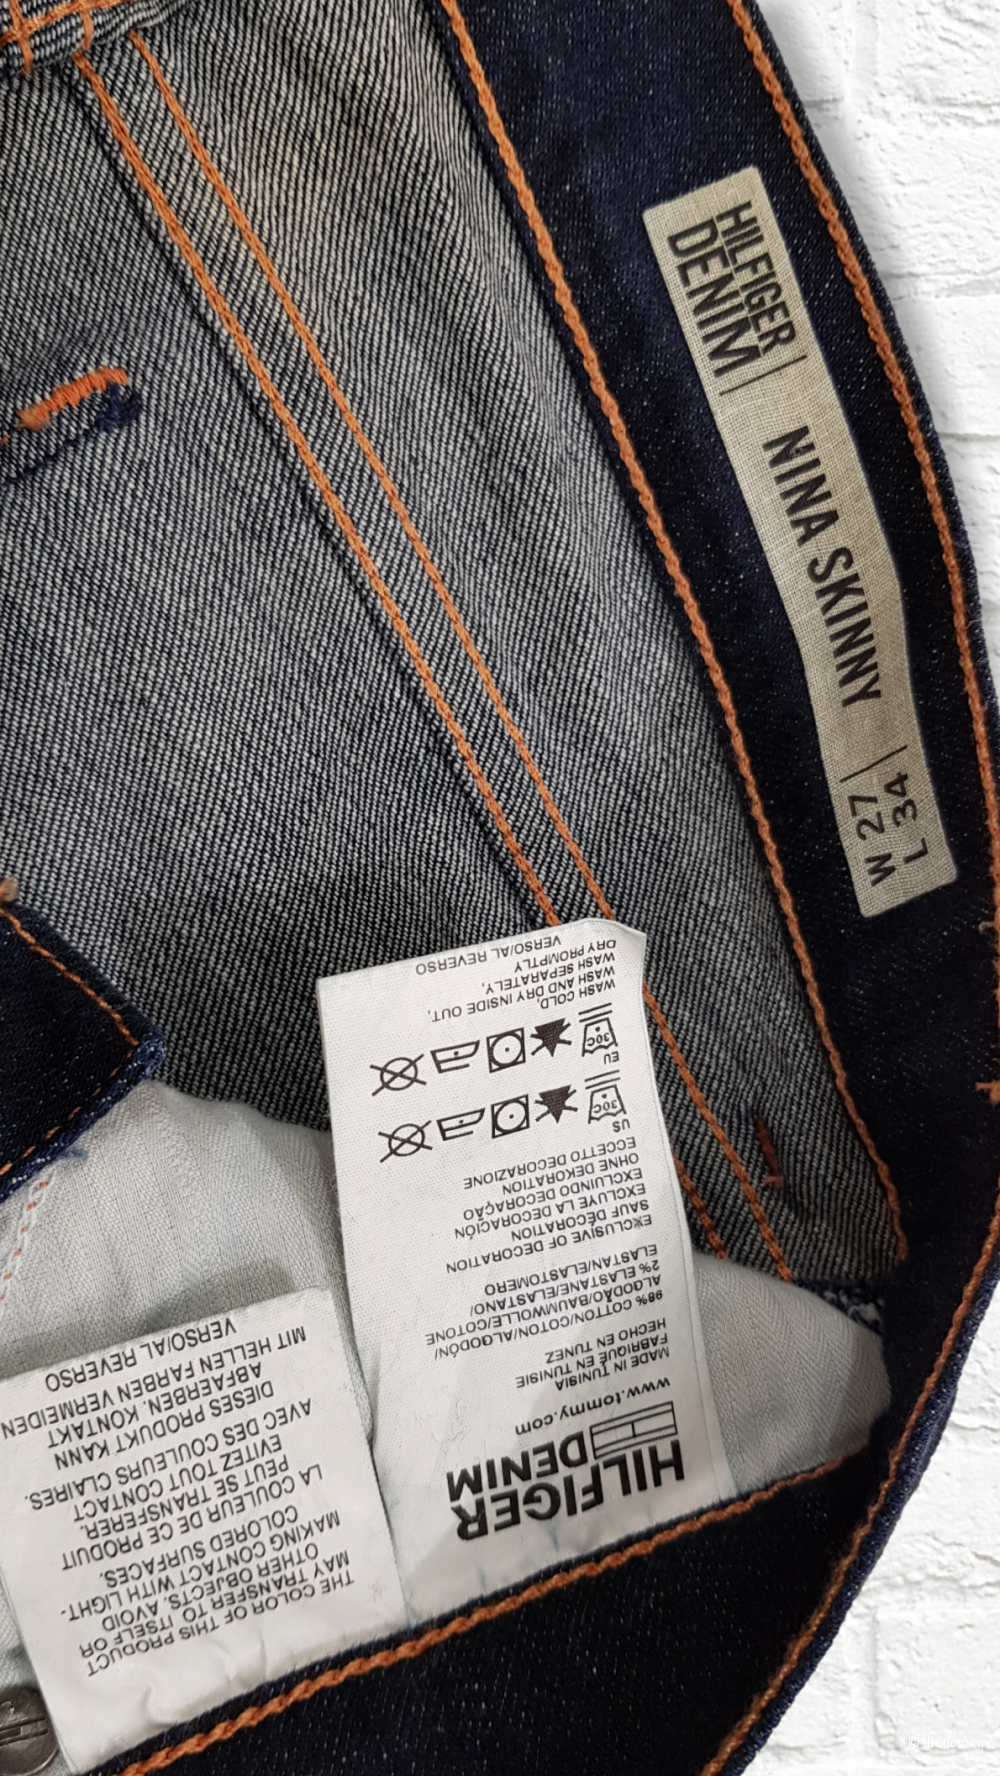 HILFIGER
DENIM
NINA SKINNY
W 27
L 34
HILFIGER
DENIM
www.tommy.com
MADE IN TUNISIA
FABRIQUÉ EN TUNISIE
HECHO EN TUNEZ
98% COTTON/COTON/ALGODÓN/
ALGODÃO/BAUMWOLLE/COTONE
2% ELASTANE/ELASTANO/
ELASTAN/ELASTOMERO
EXCLUSIVE OF DECORATION
SAUF DÉCORATION
EXCLUYE LA DECORACIÓN
EXCLUINDO DECORAÇÃO
OHNE DEKORATION
ECCETTO DECORAZIONE
US
30C
EU
30C
WASH COLD,
WASH AND DRY INSIDE OUT,
WASH SEPARATELY,
DRY PROMPTLY
VERSO/AL REVERSO
THE COLOR OF THIS PRODUCT
MAY TRANSFER TO ITSELF OR
OTHER OBJECTS. AVOID
MAKING CONTACT WITH LIGHT-
COLORED SURFACES.
LA COULEUR DE CE PRODUIT
PEUT SE TRANSFERER.
EVITEZ TOUT CONTACT
AVEC DES COULEURS CLAIRES.
DIESES PRODUKT KANN
ABFAERBEN. KONTAKT
MIT HELLEN FARBEN VERMEIDEN
VERSO/AL REVERSO